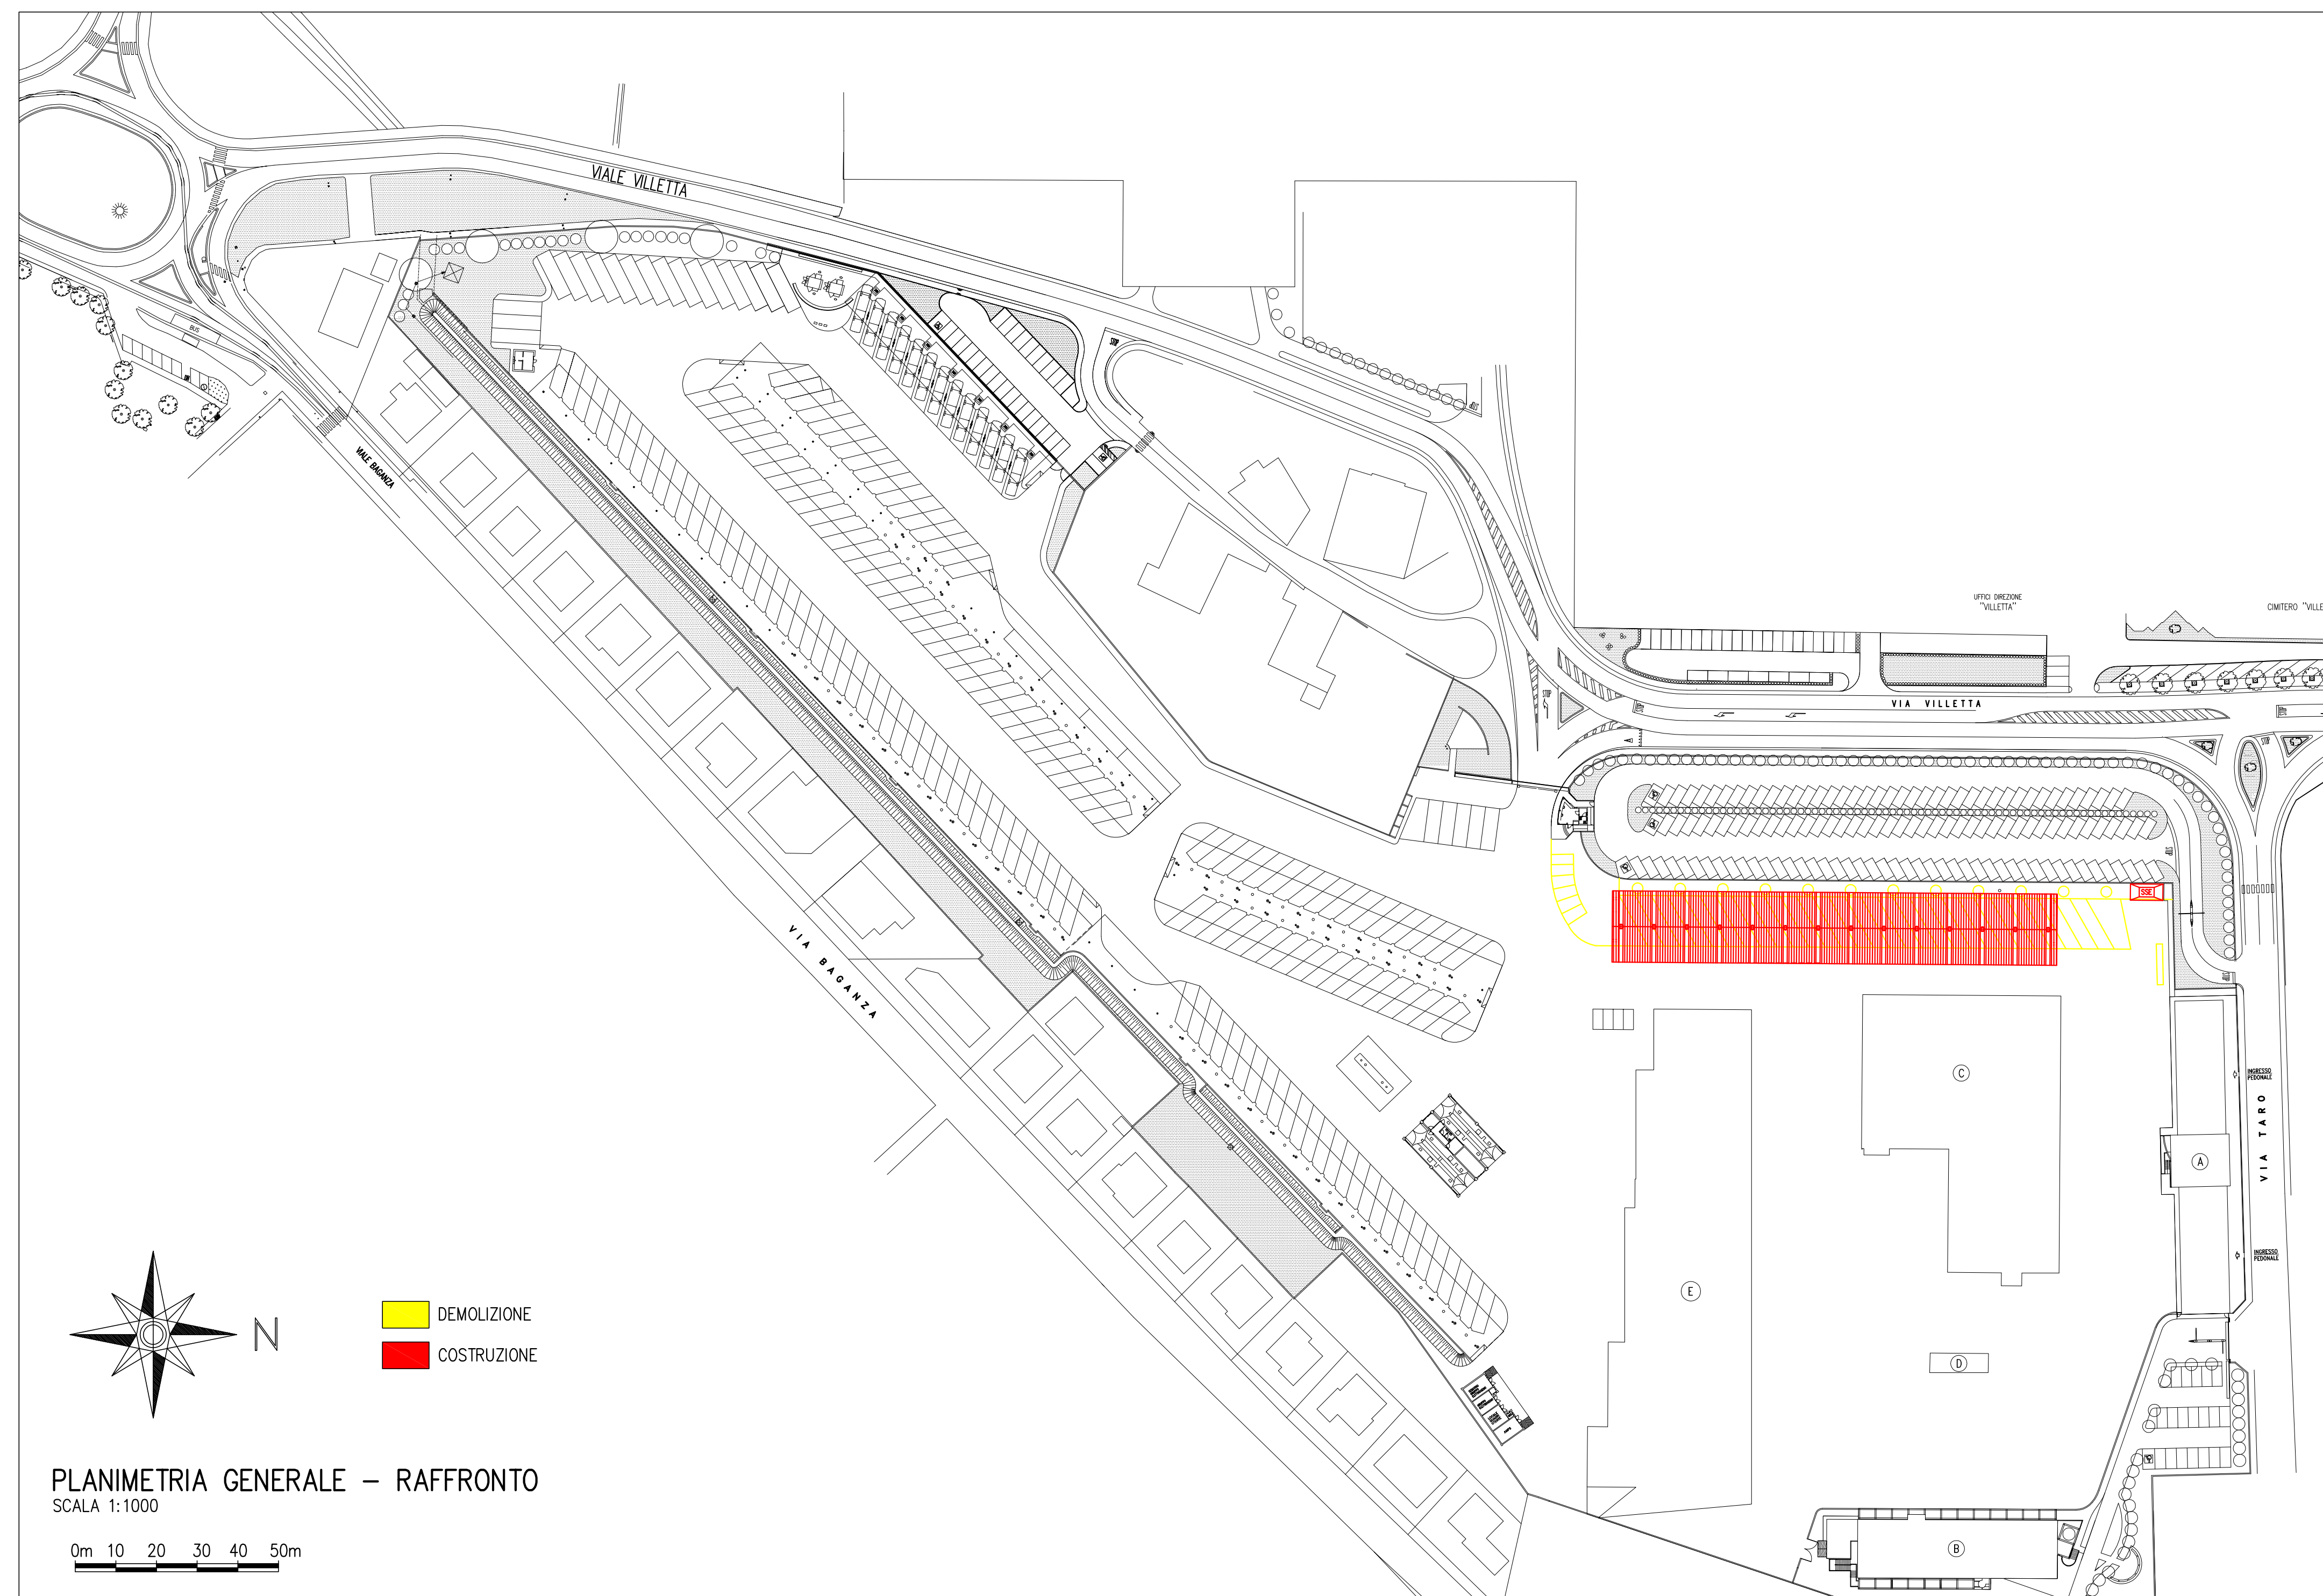 VIALE VILLETTA
BUS
VIALE BAGANZA
STOP
UFFICI DIREZIONE
"VILLETTA"
CIMITERO "VILLE
STOP
VIA VILLETTA
STOP
SSE
VIA BAGANZA
C
INGRESSO
PEDONALE
VIA TARO
A
E
INGRESSO
PEDONALE
D
B
N
DEMOLIZIONE
COSTRUZIONE
PLANIMETRIA GENERALE – RAFFRONTO
SCALA 1:1000
0m 10 20 30 40 50m